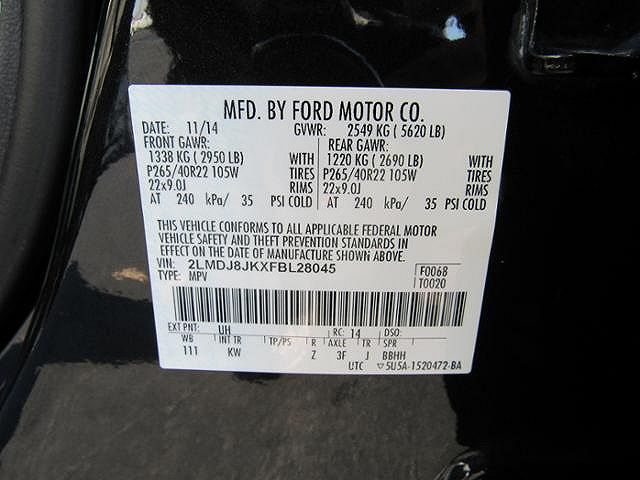 MFD. BY FORD MOTOR CO.
DATE: 11/14 GVWR: 2549 KG ( 5620 LB)
FRONT GAWR: REAR GAWR:
1338 KG ( 2950 LB) WITH 1220 KG ( 2690 LB) WITH
P265/40R22 105W TIRES P265/40R22 105W TIRES
22x9.0J RIMS 22x9.0J RIMS
AT 240 kPa/ 35 PSI COLD AT 240 kPa/ 35 PSI COLD
THIS VEHICLE CONFORMS TO ALL APPLICABLE FEDERAL MOTOR
VEHICLE SAFETY AND THEFT PREVENTION STANDARDS IN
EFFECT ON THE DATE OF MANUFACTURE SHOWN ABOVE.
VIN: 2LMDJ8JKXFBL28045 F0068
TYPE: MPV T0020
EXT PNT: UH RC: 14 DSO:
WB INT TR TP/PS R AXLE TR SPR
111 KW Z 3F J BBHH
UTC ▽5U5A-1520472-BA